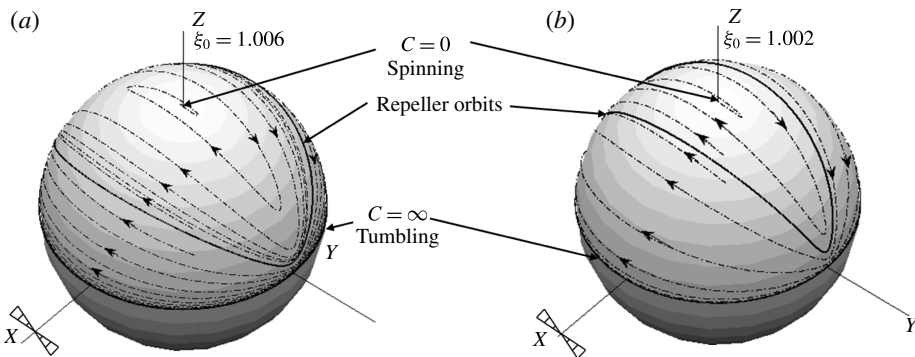 (a)
Z
ξ₀ = 1.006
C = 0
Spinning
Repeller orbits
C = ∞
Tumbling
Y
X
(b)
Z
ξ₀ = 1.002
Y
X